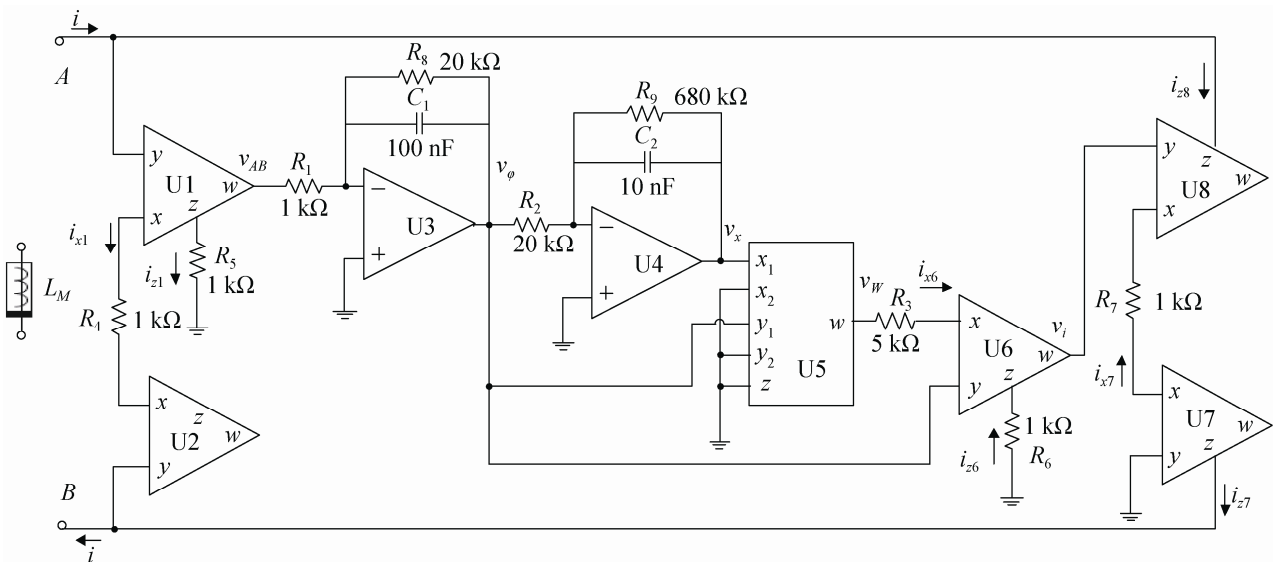 i
A
R8 20 kΩ
C1
100 nF
R9 680 kΩ
C2
10 nF
iz8
y
U1
w
x
z
vAB
R1
1 kΩ
−
U3
+
vφ
R2
20 kΩ
−
U4
+
vx
y
z
U8
w
x
ix1
iz1
R5
1 kΩ
LM
R4
1 kΩ
x1
x2
y1
y2
z
w
U5
vW
R3
5 kΩ
ix6
x
U6
w
y
z
vi
R7
1 kΩ
ix7
x
z
U2
w
y
iz6
1 kΩ
R6
x
U7
w
z
y
iz7
B
i